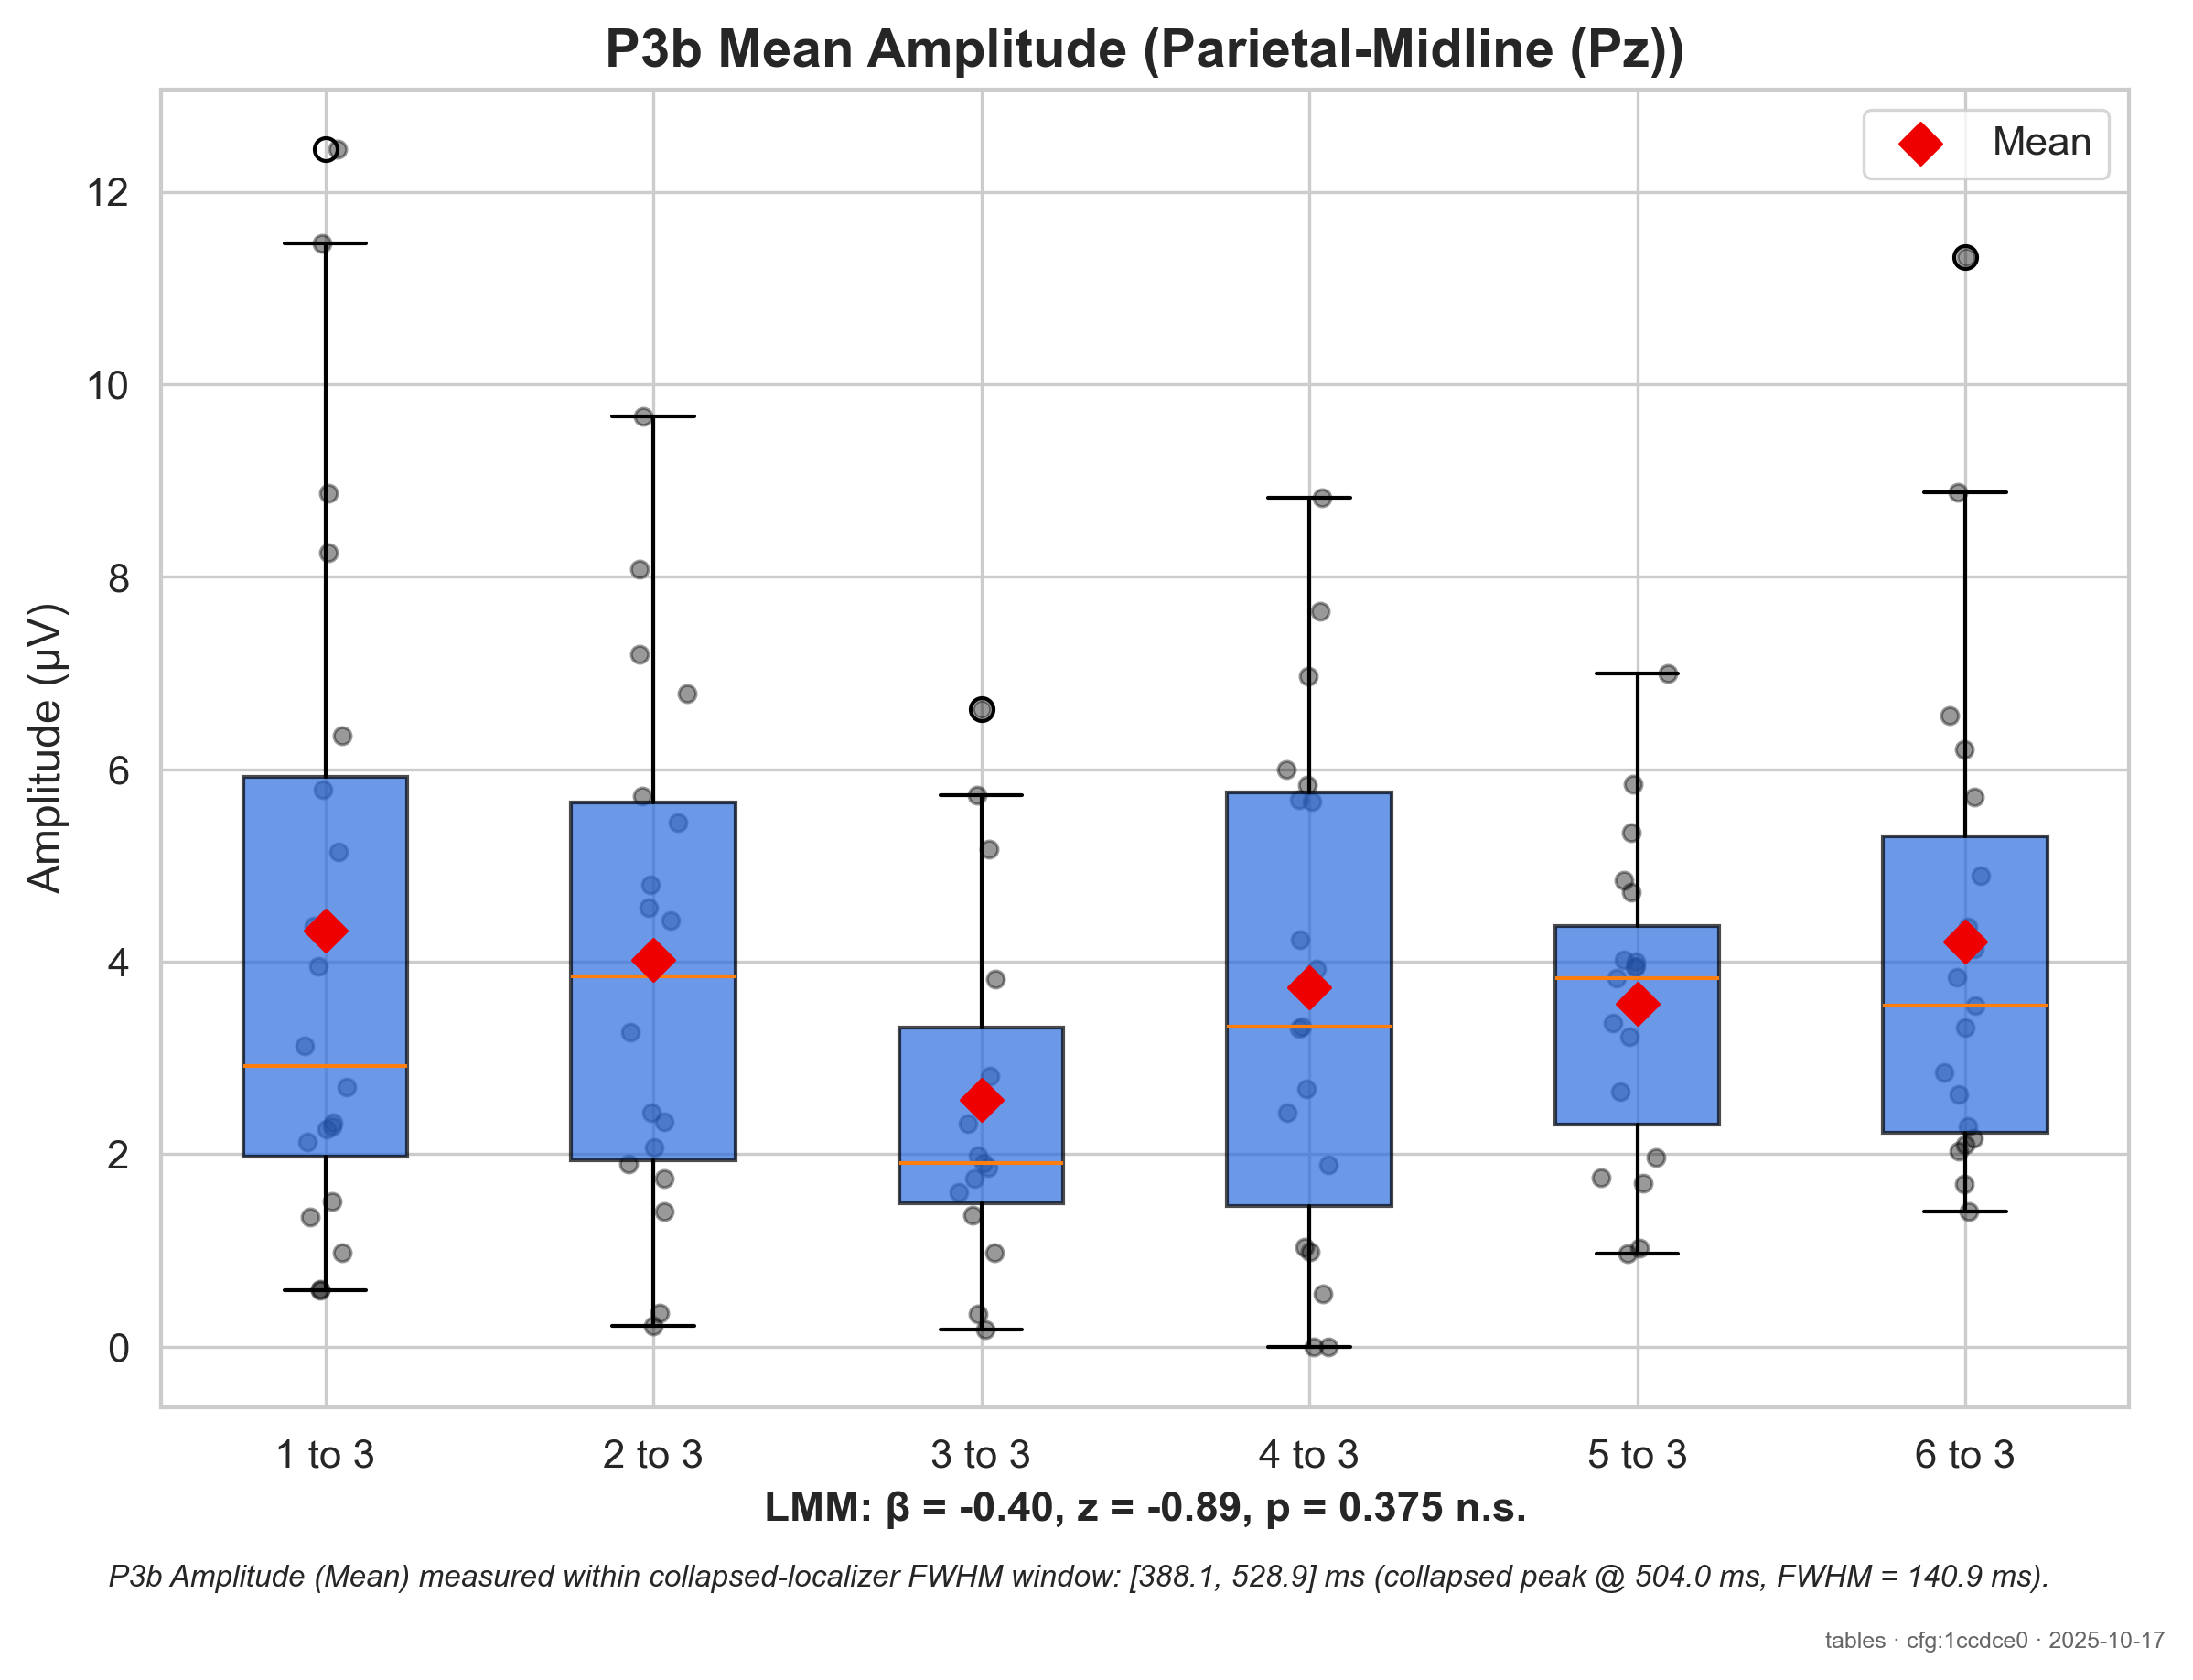 P3b Mean Amplitude (Parietal-Midline (Pz))
Mean
Amplitude (µV)
12
10
8
6
4
2
0
1 to 3
2 to 3
3 to 3
4 to 3
5 to 3
6 to 3
LMM: β = -0.40, z = -0.89, p = 0.375 n.s.
P3b Amplitude (Mean) measured within collapsed-localizer FWHM window: [388.1, 528.9] ms (collapsed peak @ 504.0 ms, FWHM = 140.9 ms).
tables · cfg:1ccdce0 · 2025-10-17